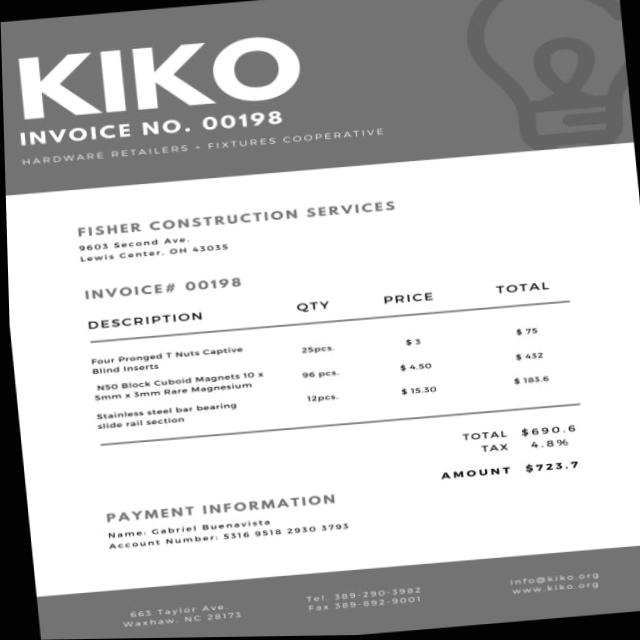 KIKO
INVOICE NO. 00198
HARDWARE RETAILERS + FIXTURES COOPERATIVE
FISHER CONSTRUCTION SERVICES
9603 Second Ave.
Lewis Center, OH 43035
INVOICE# 00198
DESCRIPTION QTY PRICE TOTAL
Four Pronged T Nuts Captive
Blind Inserts 25pcs. $ 3 $ 75
N50 Block Cuboid Magnets 10 x
5mm x 3mm Rare Magnesium 96 pcs. $ 4.50 $ 432
Stainless steel bar bearing
slide rail section 12pcs. $ 15.30 $ 183.6
TOTAL $690.6
TAX 4.8%
AMOUNT $723.7
PAYMENT INFORMATION
Name: Gabriel Buenavista
Account Number: 5316 9518 2930 3793
663 Taylor Ave.
Waxhaw, NC 28173
Tel. 389-290-3982
Fax 389-892-9001
info@kiko.org
www.kiko.org